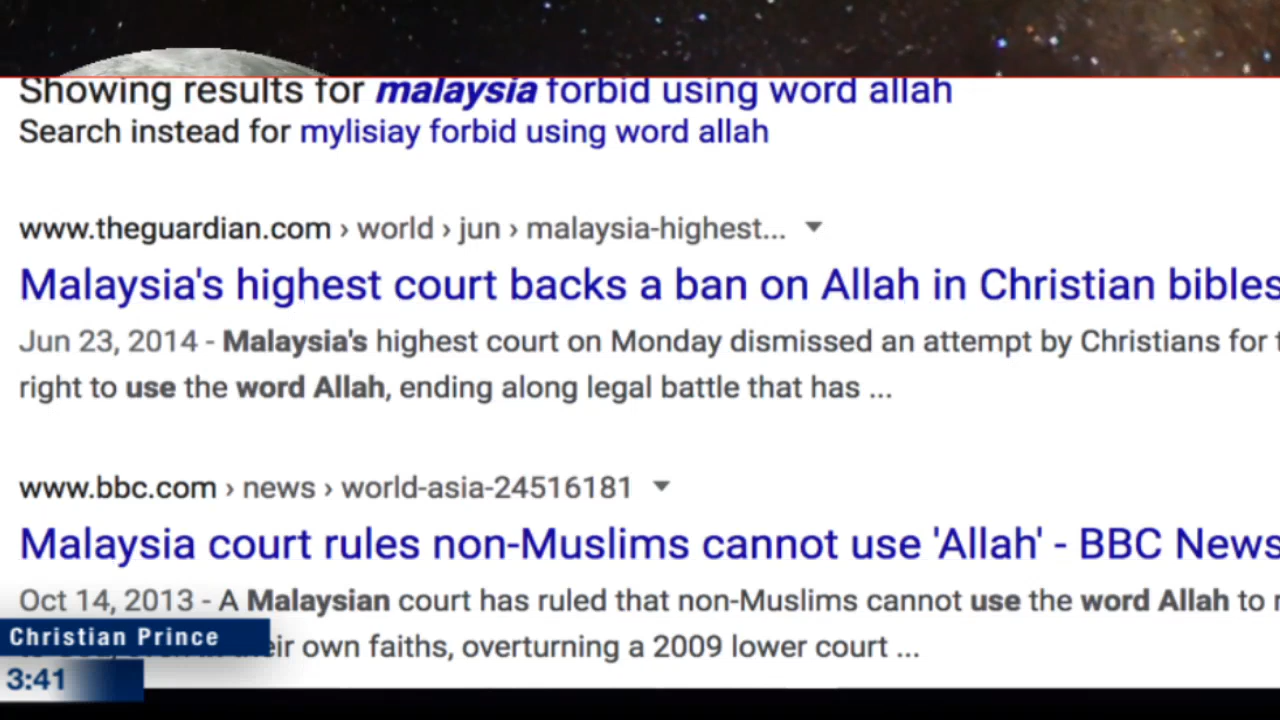 Showing results for malaysia forbid using word allah
Search instead for mylisiay forbid using word allah
www.theguardian.com › world › jun › malaysia-highest...
Malaysia's highest court backs a ban on Allah in Christian bibles
Jun 23, 2014 - Malaysia's highest court on Monday dismissed an attempt by Christians for
right to use the word Allah, ending along legal battle that has ...
www.bbc.com › news › world-asia-24516181
Malaysia court rules non-Muslims cannot use 'Allah' - BBC News
Oct 14, 2013 - A Malaysian court has ruled that non-Muslims cannot use the word Allah to
own faiths, overturning a 2009 lower court ...
Christian Prince
3:41